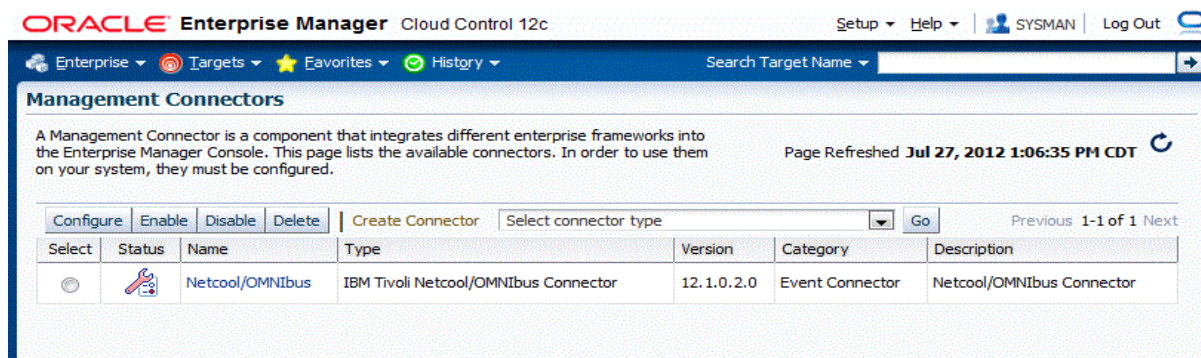 ORACLE Enterprise Manager Cloud Control 12c Setup Help SYSMAN Log Out
Enterprise Targets Favorites History Search Target Name
Management Connectors
A Management Connector is a component that integrates different enterprise frameworks into
the Enterprise Manager Console. This page lists the available connectors. In order to use them
on your system, they must be configured.
Page Refreshed Jul 27, 2012 1:06:35 PM CDT
Configure Enable Disable Delete Create Connector Select connector type Go Previous 1-1 of 1 Next
Select Status Name Type Version Category Description
Netcool/OMNIbus IBM Tivoli Netcool/OMNIbus Connector 12.1.0.2.0 Event Connector Netcool/OMNIbus Connector